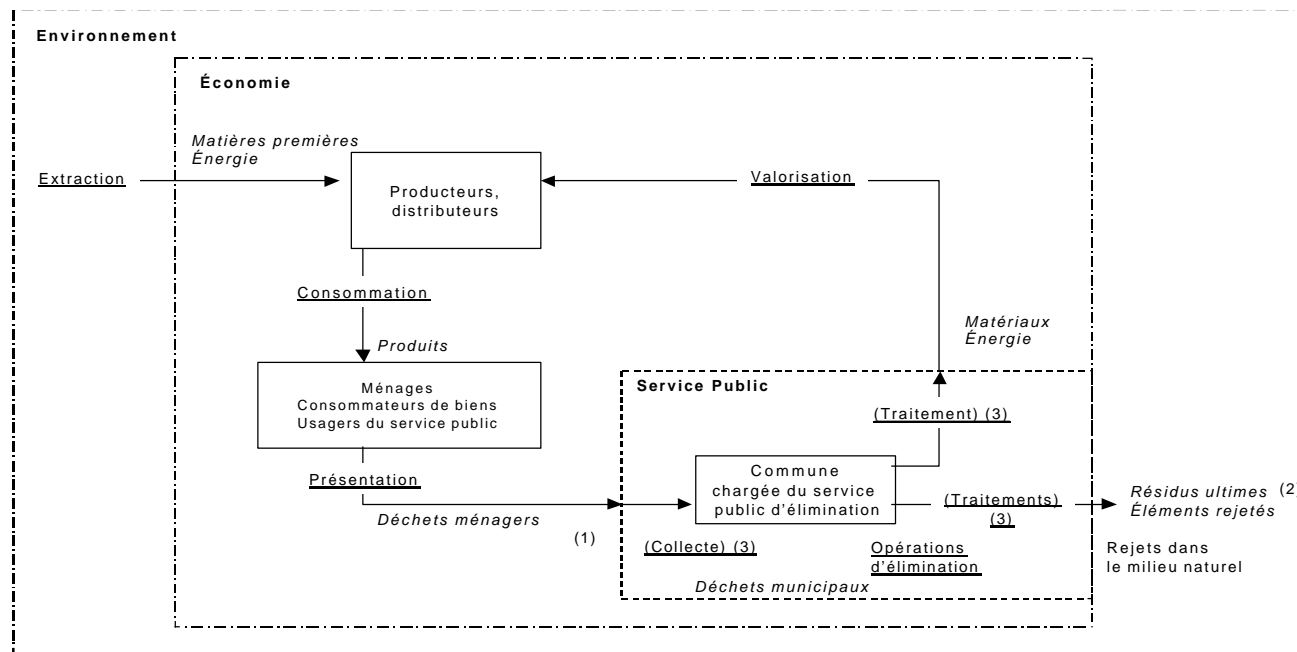 Environnement
Économie
Matières premières
Énergie
Extraction
Producteurs,
distributeurs
Valorisation
Consommation
Produits
Matériaux
Énergie
Ménages
Consommateurs de biens
Usagers du service public
Service Public
(Traitement) (3)
Présentation
Commune
chargée du service
public d’élimination
(Traitements)
(3)
Résidus ultimes (2)
Éléments rejetés
Déchets ménagers
(1)
(Collecte) (3)
Opérations
d’élimination
Rejets dans
le milieu naturel
Déchets municipaux